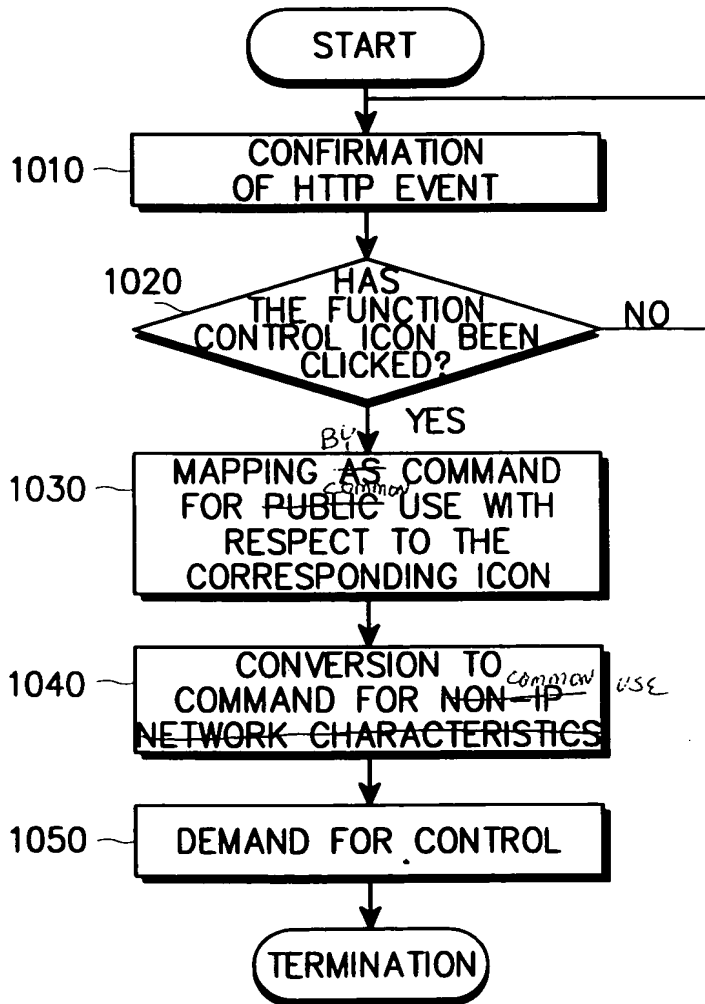 START
1010
CONFIRMATION
OF HTTP EVENT
1020
HAS
THE FUNCTION
CONTROL ICON BEEN
CLICKED?
NO
YES
By
1030
MAPPING AS COMMAND
common
FOR PUBLIC USE WITH
RESPECT TO THE
CORRESPONDING ICON
1040
CONVERSION TO
common USE
COMMAND FOR NON-IP
NETWORK CHARACTERISTICS
1050
DEMAND FOR CONTROL
TERMINATION